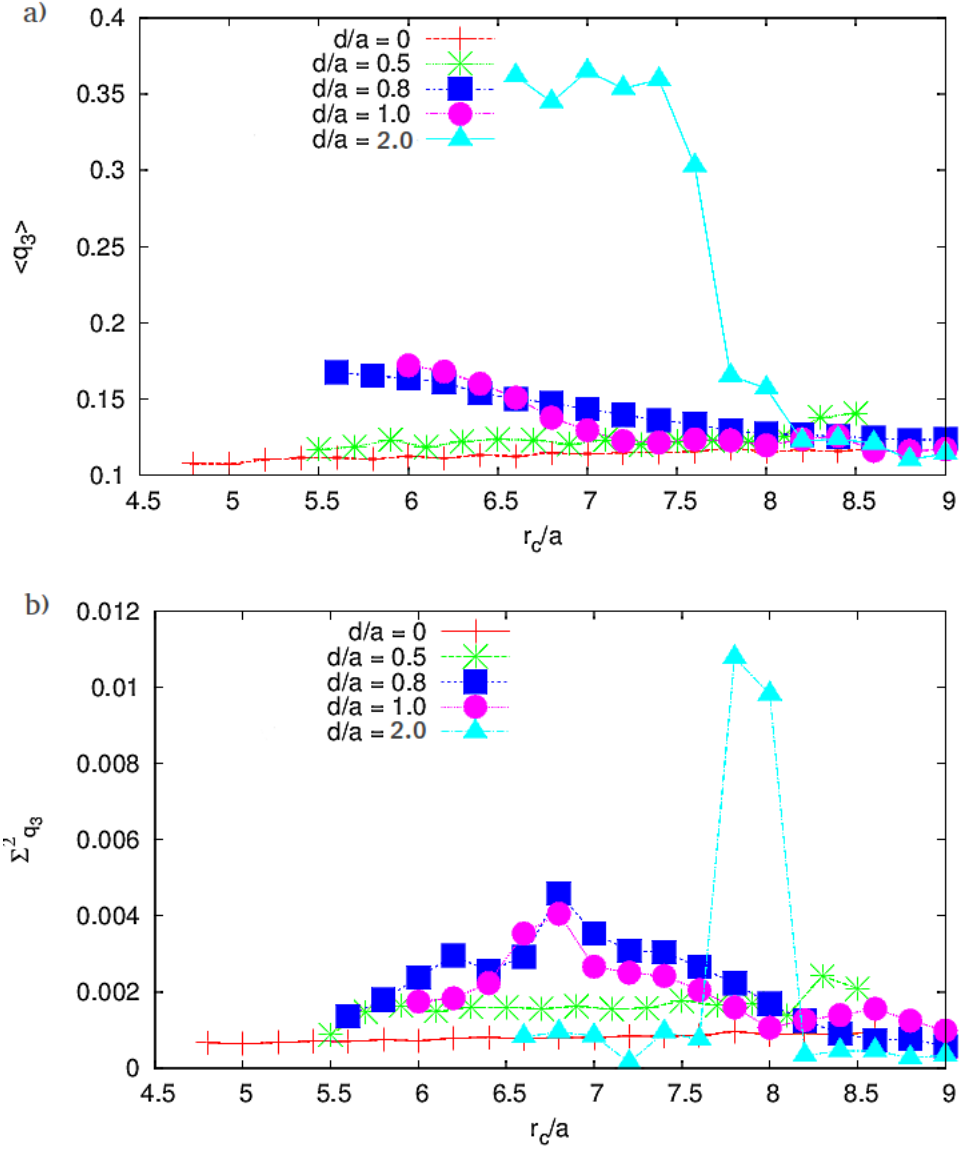 a)
0.4
0.35
0.3
0.25
0.2
0.15
0.1
<q3>
d/a = 0
d/a = 0.5
d/a = 0.8
d/a = 1.0
d/a = 2.0
4.5 5 5.5 6 6.5 7 7.5 8 8.5 9
rc/a
b)
0.012
0.01
0.008
0.006
0.004
0.002
0
Σ²q3
d/a = 0
d/a = 0.5
d/a = 0.8
d/a = 1.0
d/a = 2.0
4.5 5 5.5 6 6.5 7 7.5 8 8.5 9
rc/a